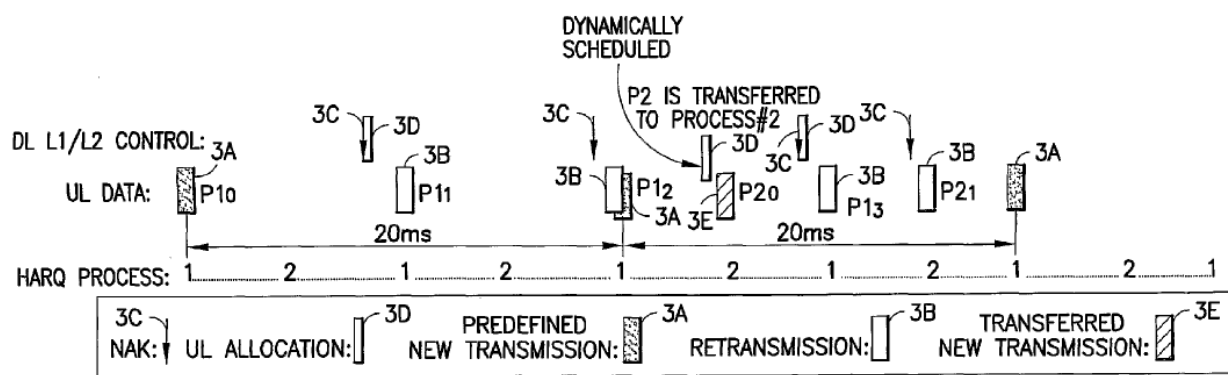 DYNAMICALLY
SCHEDULED
P2 IS TRANSFERRED
TO PROCESS#2
3C 3D 3C 3D 3C 3D 3C
DL L1/L2 CONTROL:
3A 3B 3B 3B 3B 3A
UL DATA: P10 P11 P12 3A 3E P20 P13 P21
20ms 20ms
HARQ PROCESS: 1 2 1 2 1 2 1 2 1 2 1
3C 3D PREDEFINED 3A 3B TRANSFERRED 3E
NAK: UL ALLOCATION: NEW TRANSMISSION: RETRANSMISSION: NEW TRANSMISSION: